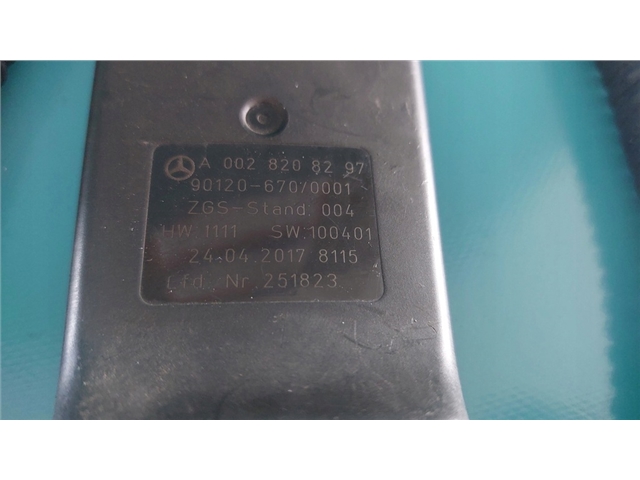 A 002 820 82 97
90120-670/0001
ZGS-Stand: 004
HW:1111 SW:100401
24.04.2017 8115
Lfd. Nr.251823